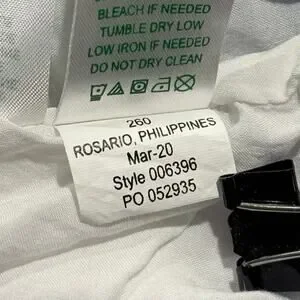 BLEACH IF NEEDED
TUMBLE DRY LOW
LOW IRON IF NEEDED
DO NOT DRY CLEAN
260
ROSARIO, PHILIPPINES
Mar-20
Style 006396
PO 052935